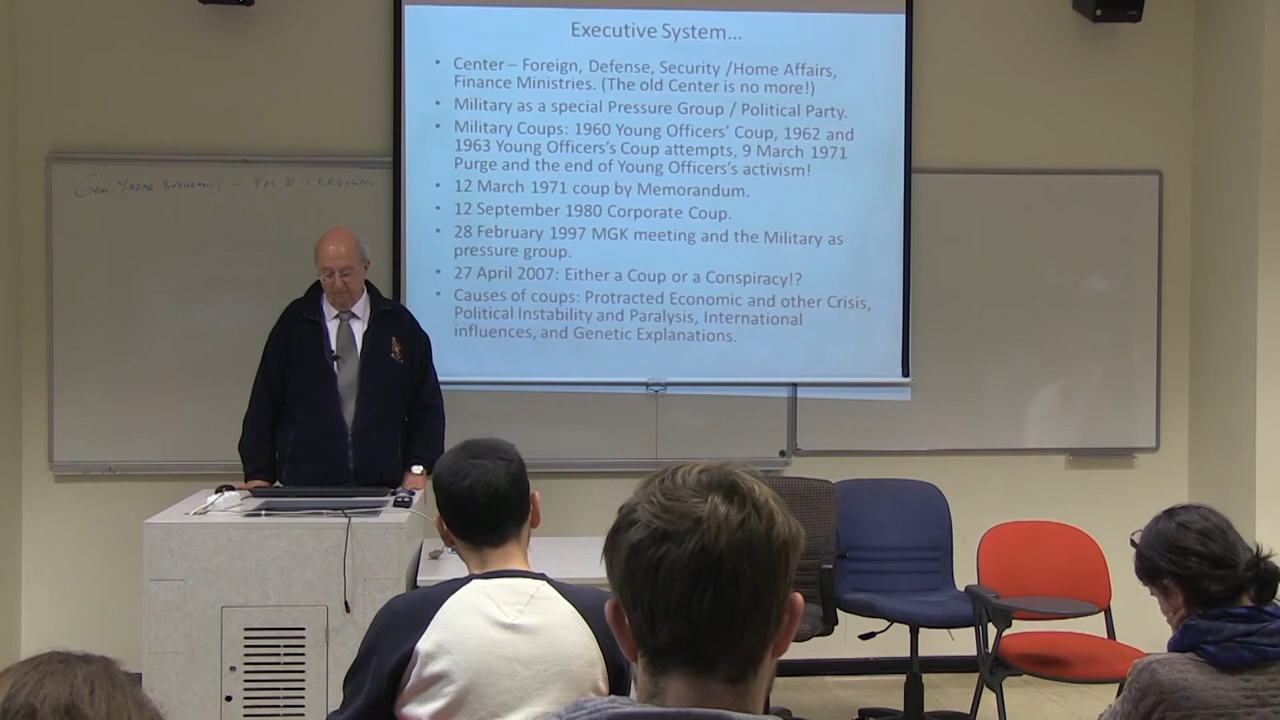 Executive System...
• Center – Foreign, Defense, Security /Home Affairs,
Finance Ministries. (The old Center is no more!)
• Military as a special Pressure Group / Political Party.
• Military Coups: 1960 Young Officers' Coup, 1962 and
1963 Young Officers's Coup attempts, 9 March 1971
Purge and the end of Young Officers's activism!
• 12 March 1971 coup by Memorandum.
• 12 September 1980 Corporate Coup.
• 28 February 1997 MGK meeting and the Military as
pressure group.
• 27 April 2007: Either a Coup or a Conspiracy!?
• Causes of coups: Protracted Economic and other Crisis,
Political Instability and Paralysis, International
influences, and Genetic Explanations.
Gen YAŞAR